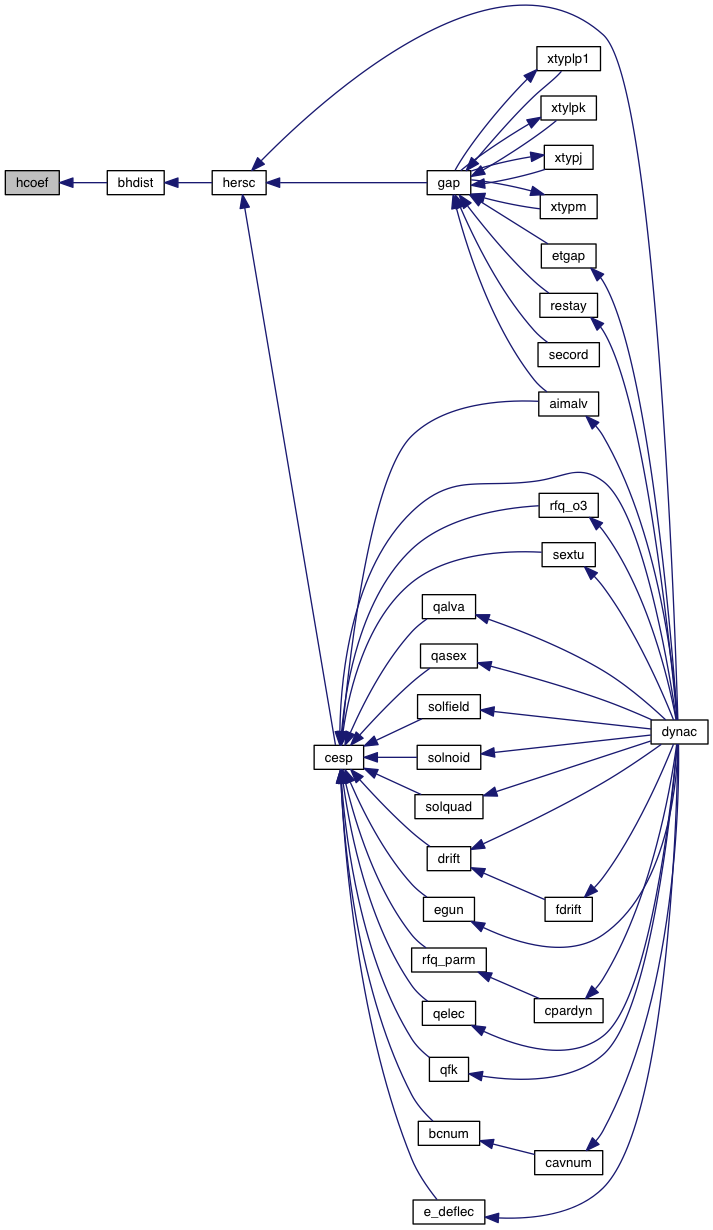 xtyplp1
xtylpk
xtypj
hcoef
bhdist
hersc
gap
xtypm
etgap
restay
secord
aimalv
rfq_o3
sextu
qalva
qasex
solfield
dynac
cesp
solnoid
solquad
drift
egun
fdrift
rfq_parm
qelec
cpardyn
qfk
bcnum
cavnum
e_deflec